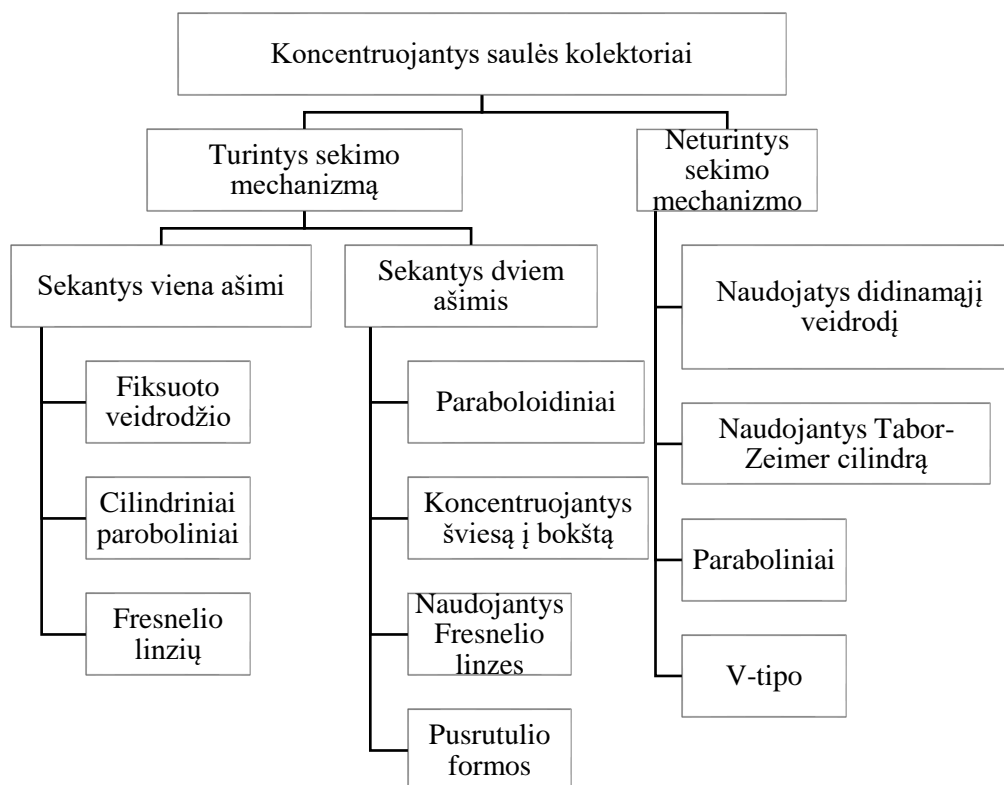 Koncentruojantys saulės kolektoriai
Turintys sekimo
mechanizmą
Neturintys
sekimo
mechanizmo
Sekantys viena ašimi
Sekantys dviem
ašimis
Fiksuoto
veidrodžio
Cilindriniai
paroboliniai
Fresnelio
linzių
Paraboloidiniai
Koncentruojantys
šviesą į bokštą
Naudojantys
Fresnelio
linzes
Pusrutulio
formos
Naudojatys didinamąjį
veidrodį
Naudojantys Tabor-
Zeimer cilindrą
Paraboliniai
V-tipo